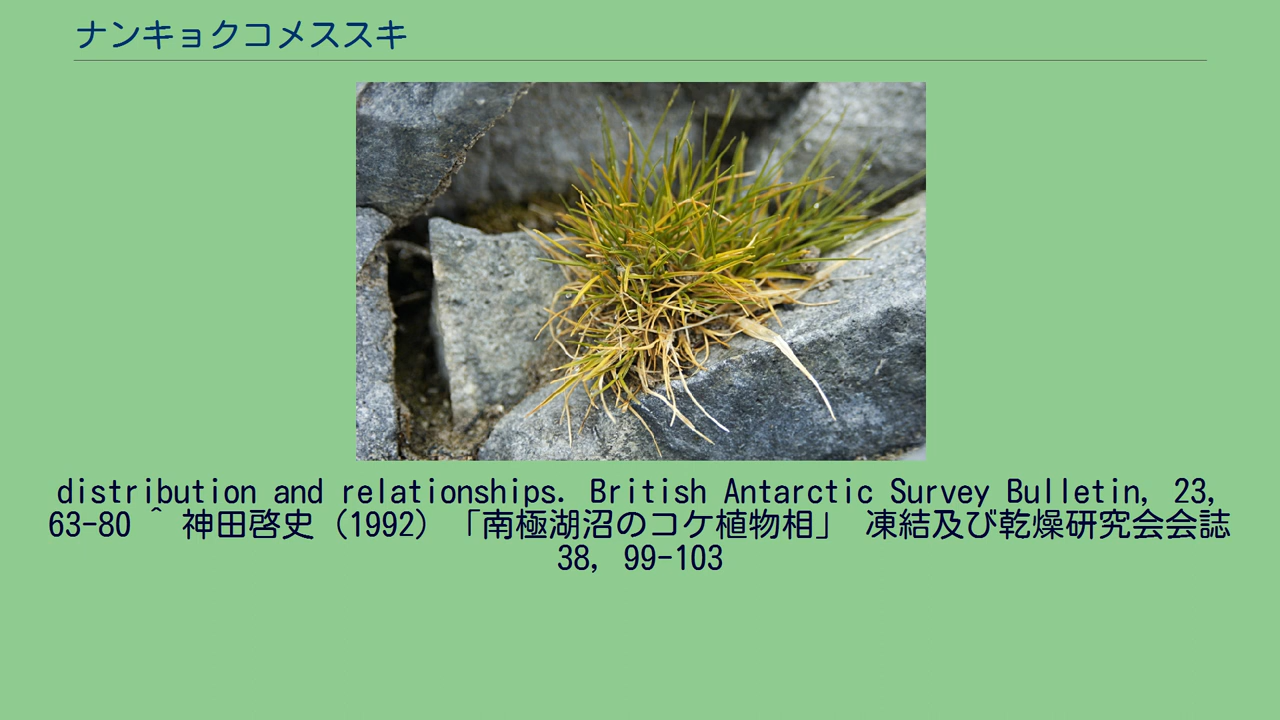 ナンキョクコメススキ
distribution and relationships. British Antarctic Survey Bulletin, 23,
63-80 ^ 神田啓史（1992）「南極湖沼のコケ植物相」 凍結及び乾燥研究会会誌
38, 99-103